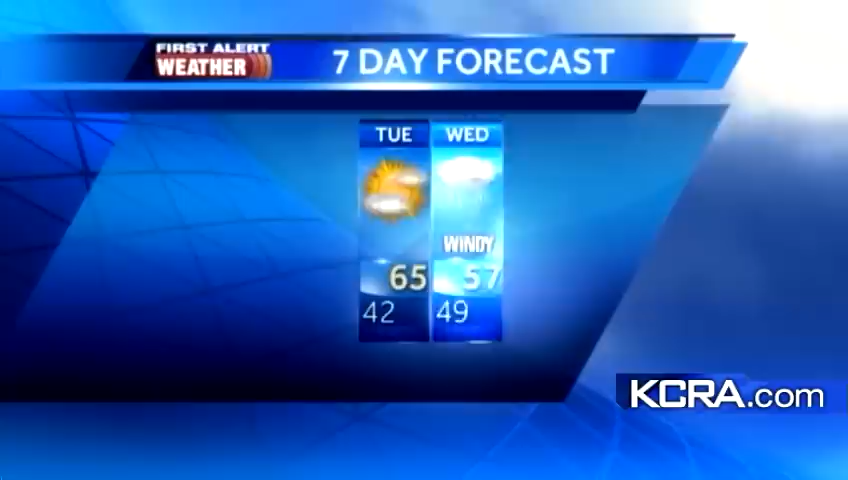 FIRST ALERT
WEATHER
7 DAY FORECAST
TUE
WED
WINDY
65
57
42
49
KCRA.com